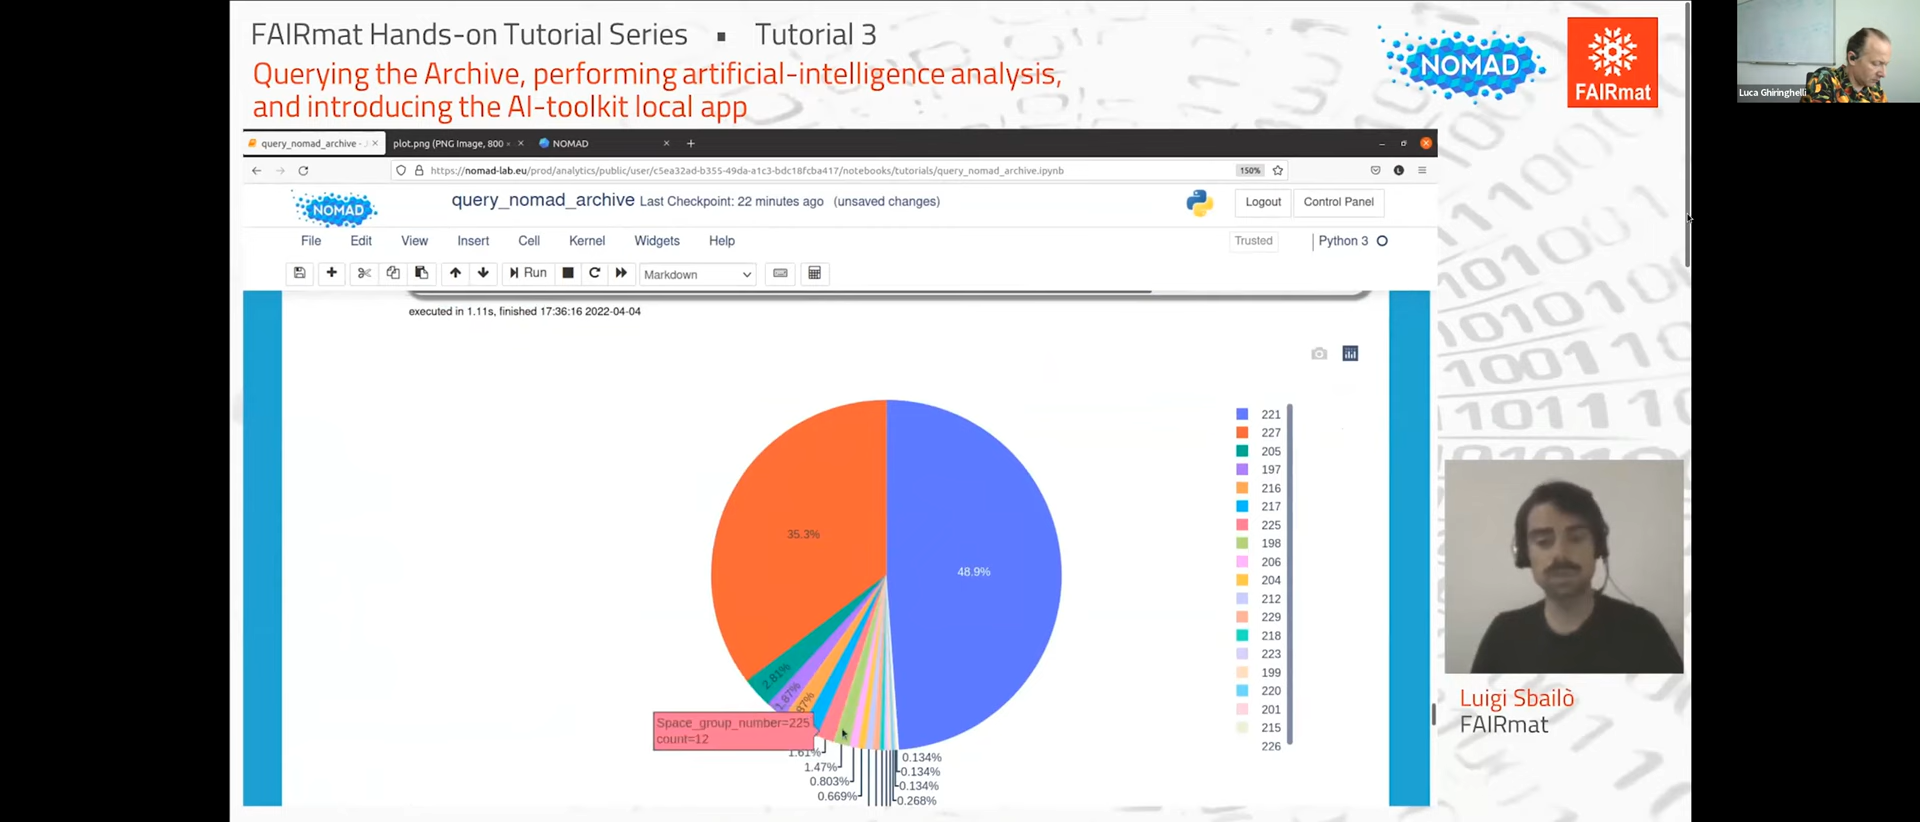 FAIRmat Hands-on Tutorial Series ▪ Tutorial 3
Querying the Archive, performing artificial-intelligence analysis,
and introducing the AI-toolkit local app
NOMAD
FAIRmat
Luca Ghiringhelli
query_nomad_archive - J
plot.png (PNG Image, 800 ×
NOMAD
https://nomad-lab.eu/prod/analytics/public/user/c5ea32ad-b355-49da-a1c3-bdc18fcba417/notebooks/tutorials/query_nomad_archive.ipynb
150%
NOMAD
query_nomad_archive Last Checkpoint: 22 minutes ago (unsaved changes)
Logout
Control Panel
File Edit View Insert Cell Kernel Widgets Help
Trusted
Python 3
Run
Markdown
executed in 1.11s, finished 17:36:16 2022-04-04
221
227
205
197
216
217
225
198
206
204
212
229
218
223
199
220
201
215
226
35.3%
48.9%
2.81%
1.87%
87%
Space_group_number=225
count=12
1.61%
1.47%
0.803%
0.669%
0.134%
0.134%
0.134%
0.268%
Luigi Sbailò
FAIRmat